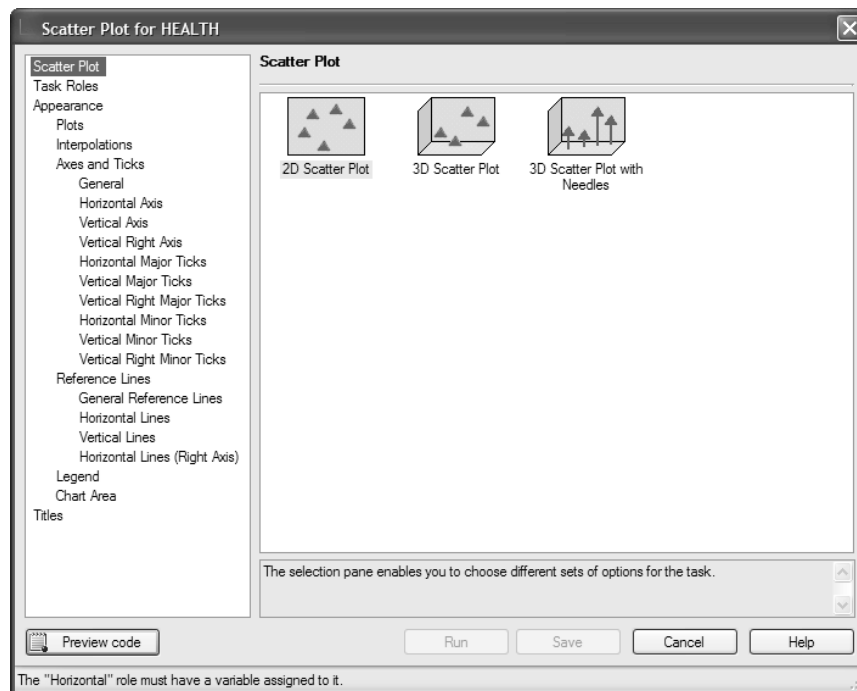 Scatter Plot for HEALTH
Scatter Plot
Task Roles
Appearance
Plots
Interpolations
Axes and Ticks
General
Horizontal Axis
Vertical Axis
Vertical Right Axis
Horizontal Major Ticks
Vertical Major Ticks
Vertical Right Major Ticks
Horizontal Minor Ticks
Vertical Minor Ticks
Vertical Right Minor Ticks
Reference Lines
General Reference Lines
Horizontal Lines
Vertical Lines
Horizontal Lines (Right Axis)
Legend
Chart Area
Titles
Scatter Plot
2D Scatter Plot
3D Scatter Plot
3D Scatter Plot with
Needles
The selection pane enables you to choose different sets of options for the task.
Preview code
Run
Save
Cancel
Help
The "Horizontal" role must have a variable assigned to it.